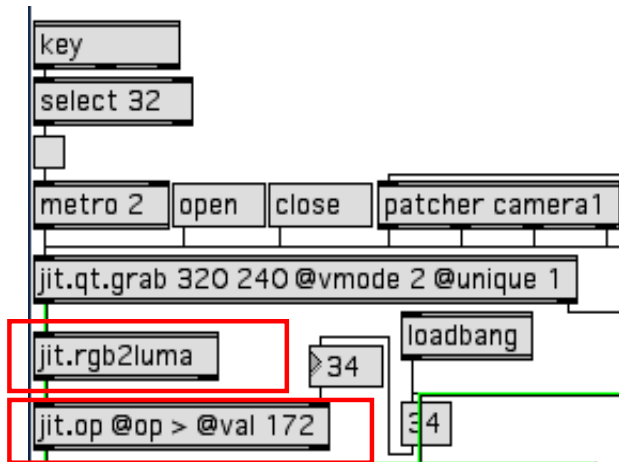 key
select 32
metro 2
open
close
patcher camera1
jit.qt.grab 320 240 @vmode 2 @unique 1
jit.rgb2luma
34
loadbang
jit.op @op > @val 172
34